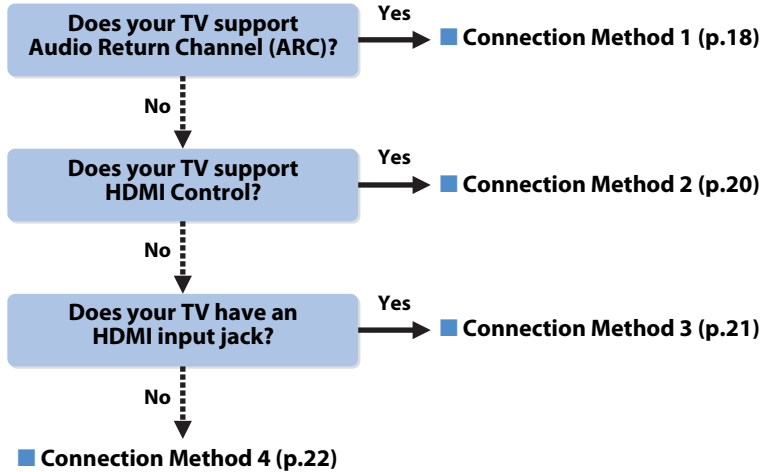 Does your TV support
Audio Return Channel (ARC)?
Yes
Connection Method 1 (p.18)
No
Does your TV support
HDMI Control?
Yes
Connection Method 2 (p.20)
No
Does your TV have an
HDMI input jack?
Yes
Connection Method 3 (p.21)
No
Connection Method 4 (p.22)